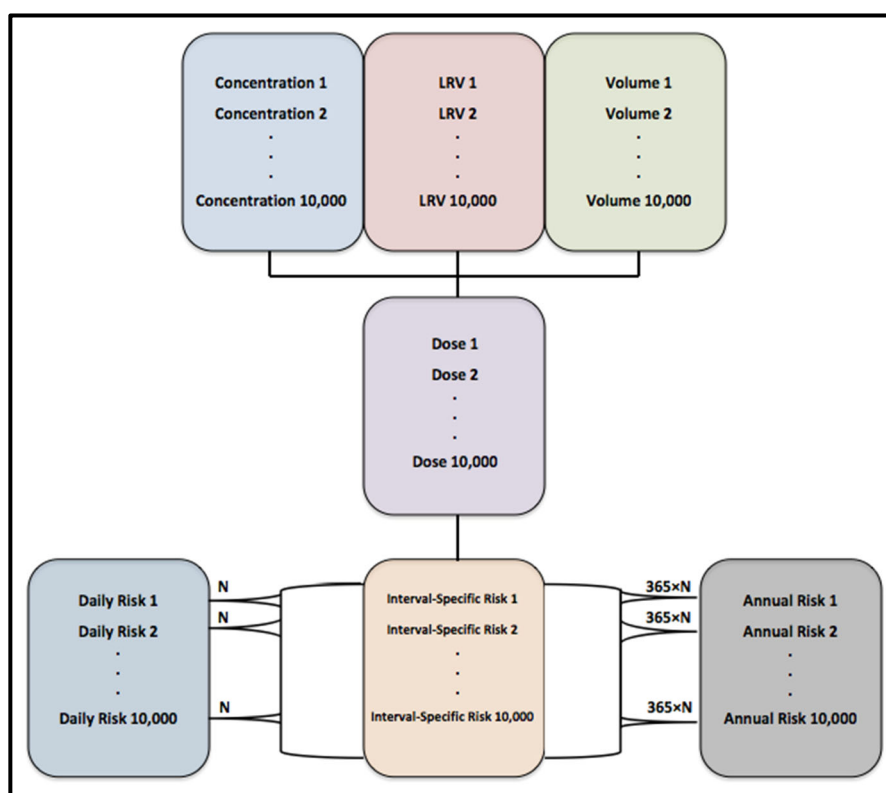 Concentration 1
Concentration 2
.
.
.
Concentration 10,000
LRV 1
LRV 2
.
.
.
LRV 10,000
Volume 1
Volume 2
.
.
.
Volume 10,000
Dose 1
Dose 2
.
.
.
Dose 10,000
Daily Risk 1
Daily Risk 2
.
.
.
Daily Risk 10,000
N
N
N
Interval-Specific Risk 1
Interval-Specific Risk 2
.
.
.
Interval-Specific Risk 10,000
365×N
365×N
365×N
Annual Risk 1
Annual Risk 2
.
.
.
Annual Risk 10,000